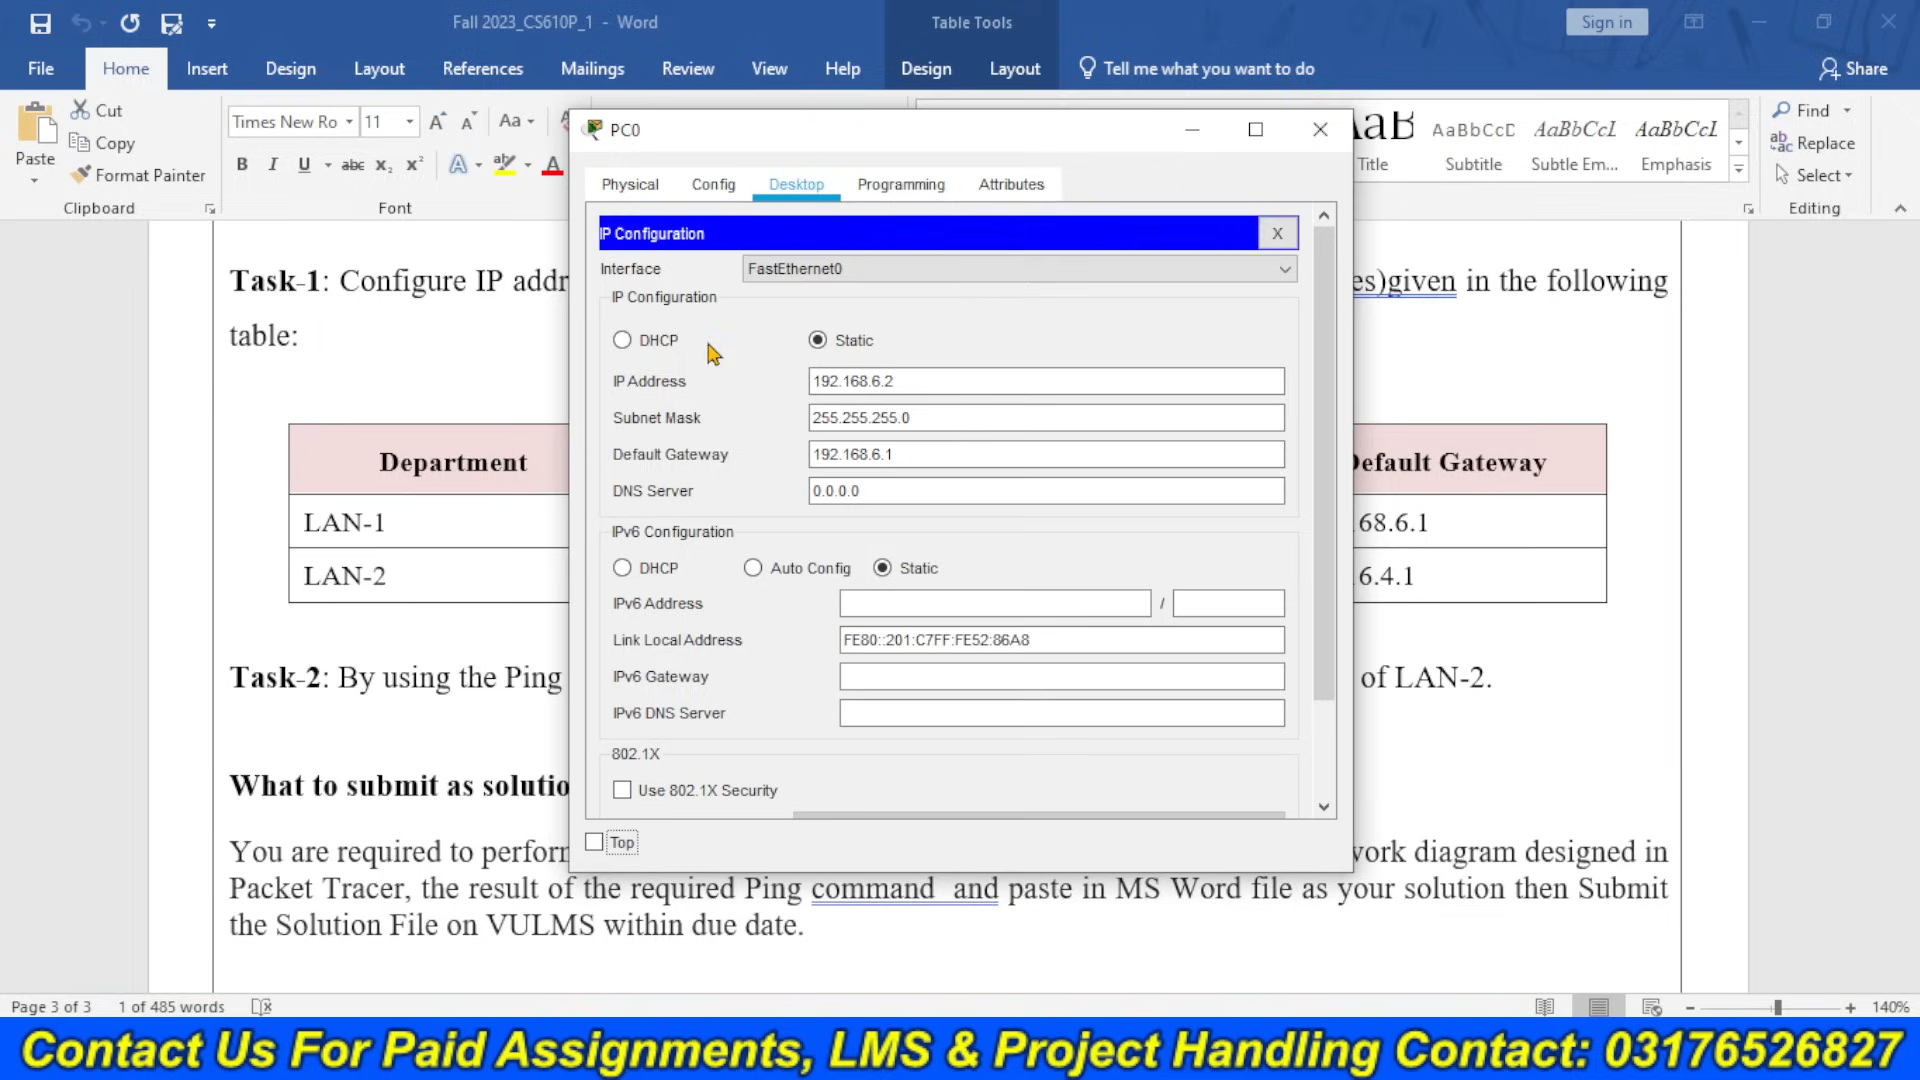 Fall 2023_CS610P_1 - Word
Table Tools
Sign in
File
Home
Insert
Design
Layout
References
Mailings
Review
View
Help
Design
Layout
Tell me what you want to do
Share
Paste
Cut
Copy
Format Painter
Clipboard
Times New Ro
11
Aa
B I U abc x₂ x²
A
Font
AaB
Title
AaBbCcD
Subtitle
AaBbCcL
Subtle Em...
AaBbCcL
Emphasis
Find
Replace
Select
Editing
PC0
Physical
Config
Desktop
Programming
Attributes
IP Configuration
X
Interface
FastEthernet0
IP Configuration
DHCP
Static
IP Address
192.168.6.2
Subnet Mask
255.255.255.0
Default Gateway
192.168.6.1
DNS Server
0.0.0.0
IPv6 Configuration
DHCP
Auto Config
Static
IPv6 Address
/
Link Local Address
FE80::201:C7FF:FE52:86A8
IPv6 Gateway
IPv6 DNS Server
802.1X
Use 802.1X Security
Top
Task-1: Configure IP addr
es)given in the following
table:
Department
Default Gateway
LAN-1
68.6.1
LAN-2
6.4.1
Task-2: By using the Ping
of LAN-2.
What to submit as solutio
You are required to perform
work diagram designed in
Packet Tracer, the result of the required Ping command and paste in MS Word file as your solution then Submit
the Solution File on VULMS within due date.
Page 3 of 3
1 of 485 words
140%
Contact Us For Paid Assignments, LMS & Project Handling Contact: 03176526827